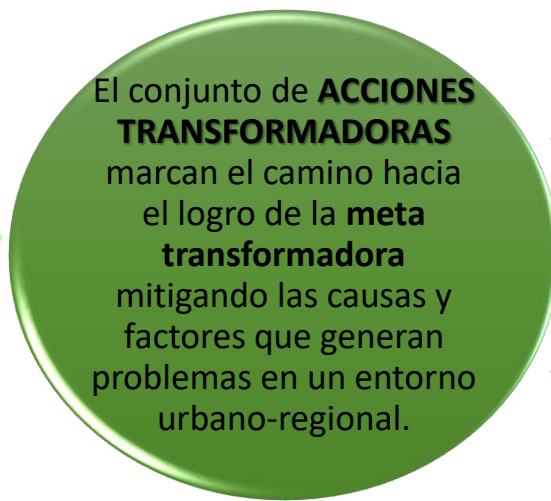 El conjunto de ACCIONES
TRANSFORMADORAS
marcan el camino hacia
el logro de la meta
transformadora
mitigando las causas y
factores que generan
problemas en un entorno
urbano-regional.